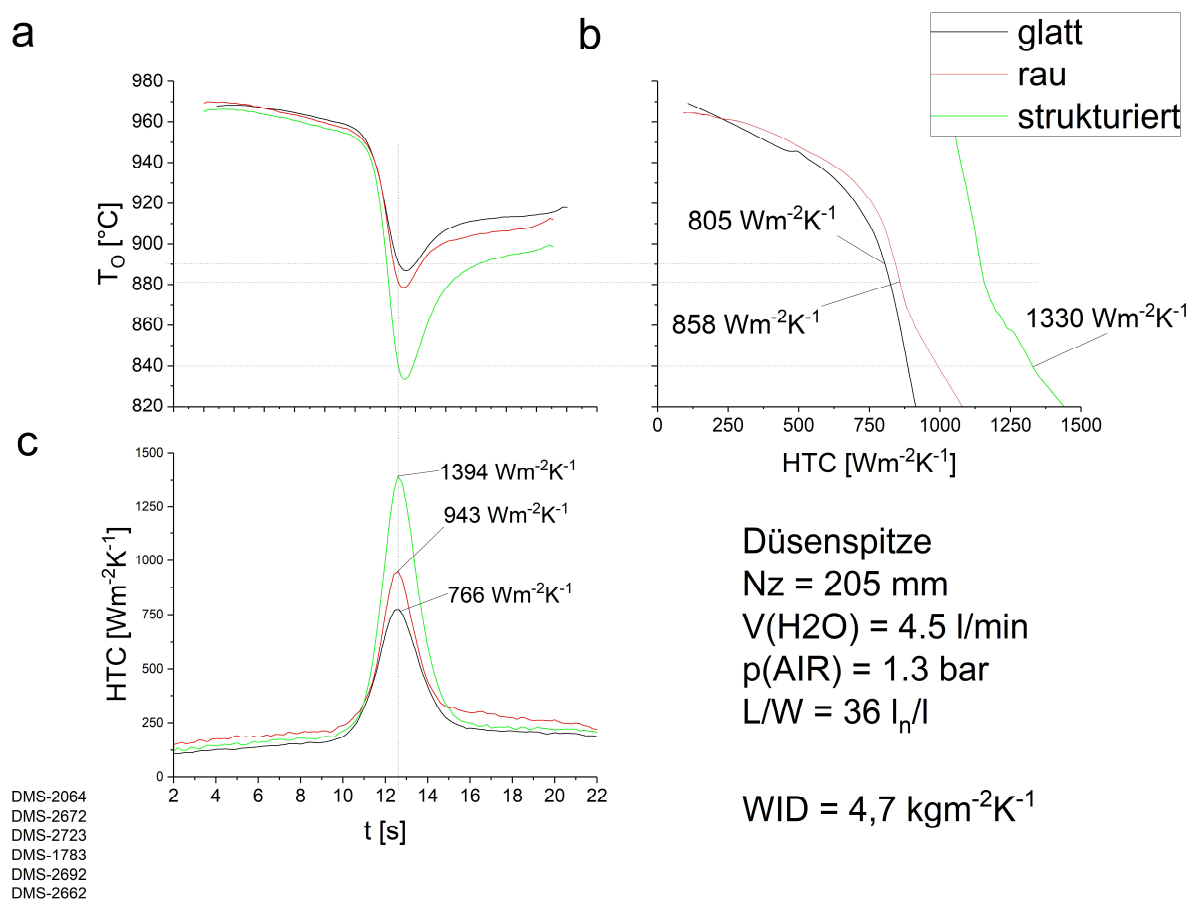 a
b
glatt
rau
strukturiert
980
960
940
920
900
880
860
840
820
T_O [°C]
805 Wm⁻²K⁻¹
858 Wm⁻²K⁻¹
1330 Wm⁻²K⁻¹
0 250 500 750 1000 1250 1500
HTC [Wm⁻²K⁻¹]
c
1500
1250
1000
750
500
250
0
HTC [Wm⁻²K⁻¹]
1394 Wm⁻²K⁻¹
943 Wm⁻²K⁻¹
766 Wm⁻²K⁻¹
2 4 6 8 10 12 14 16 18 20 22
t [s]
Düsenspitze
Nz = 205 mm
V(H2O) = 4.5 l/min
p(AIR) = 1.3 bar
L/W = 36 lₙ/l
WID = 4,7 kgm⁻²K⁻¹
DMS-2064
DMS-2672
DMS-2723
DMS-1783
DMS-2692
DMS-2662